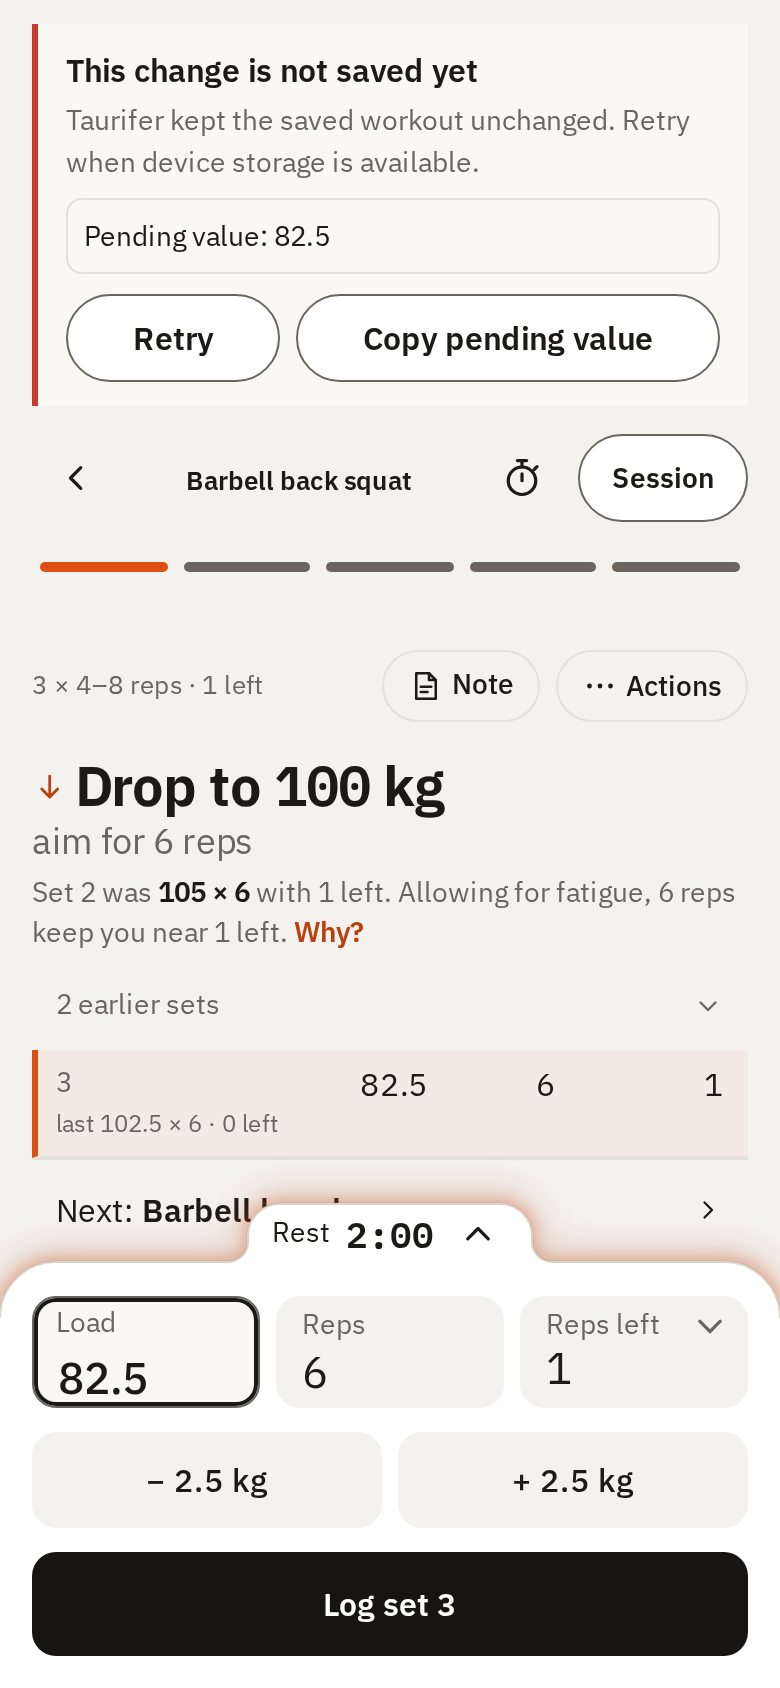 This change is not saved yet
Taurifer kept the saved workout unchanged. Retry
when device storage is available.
Pending value: 82.5
Retry
Copy pending value
Barbell back squat
Session
3 × 4–8 reps · 1 left
Note
··· Actions
↓ Drop to 100 kg
aim for 6 reps
Set 2 was 105 × 6 with 1 left. Allowing for fatigue, 6 reps
keep you near 1 left. Why?
2 earlier sets
3 82.5 6 1
last 102.5 × 6 · 0 left
Next: Barbell
Rest 2:00
Load
82.5
Reps
6
Reps left
1
− 2.5 kg
+ 2.5 kg
Log set 3